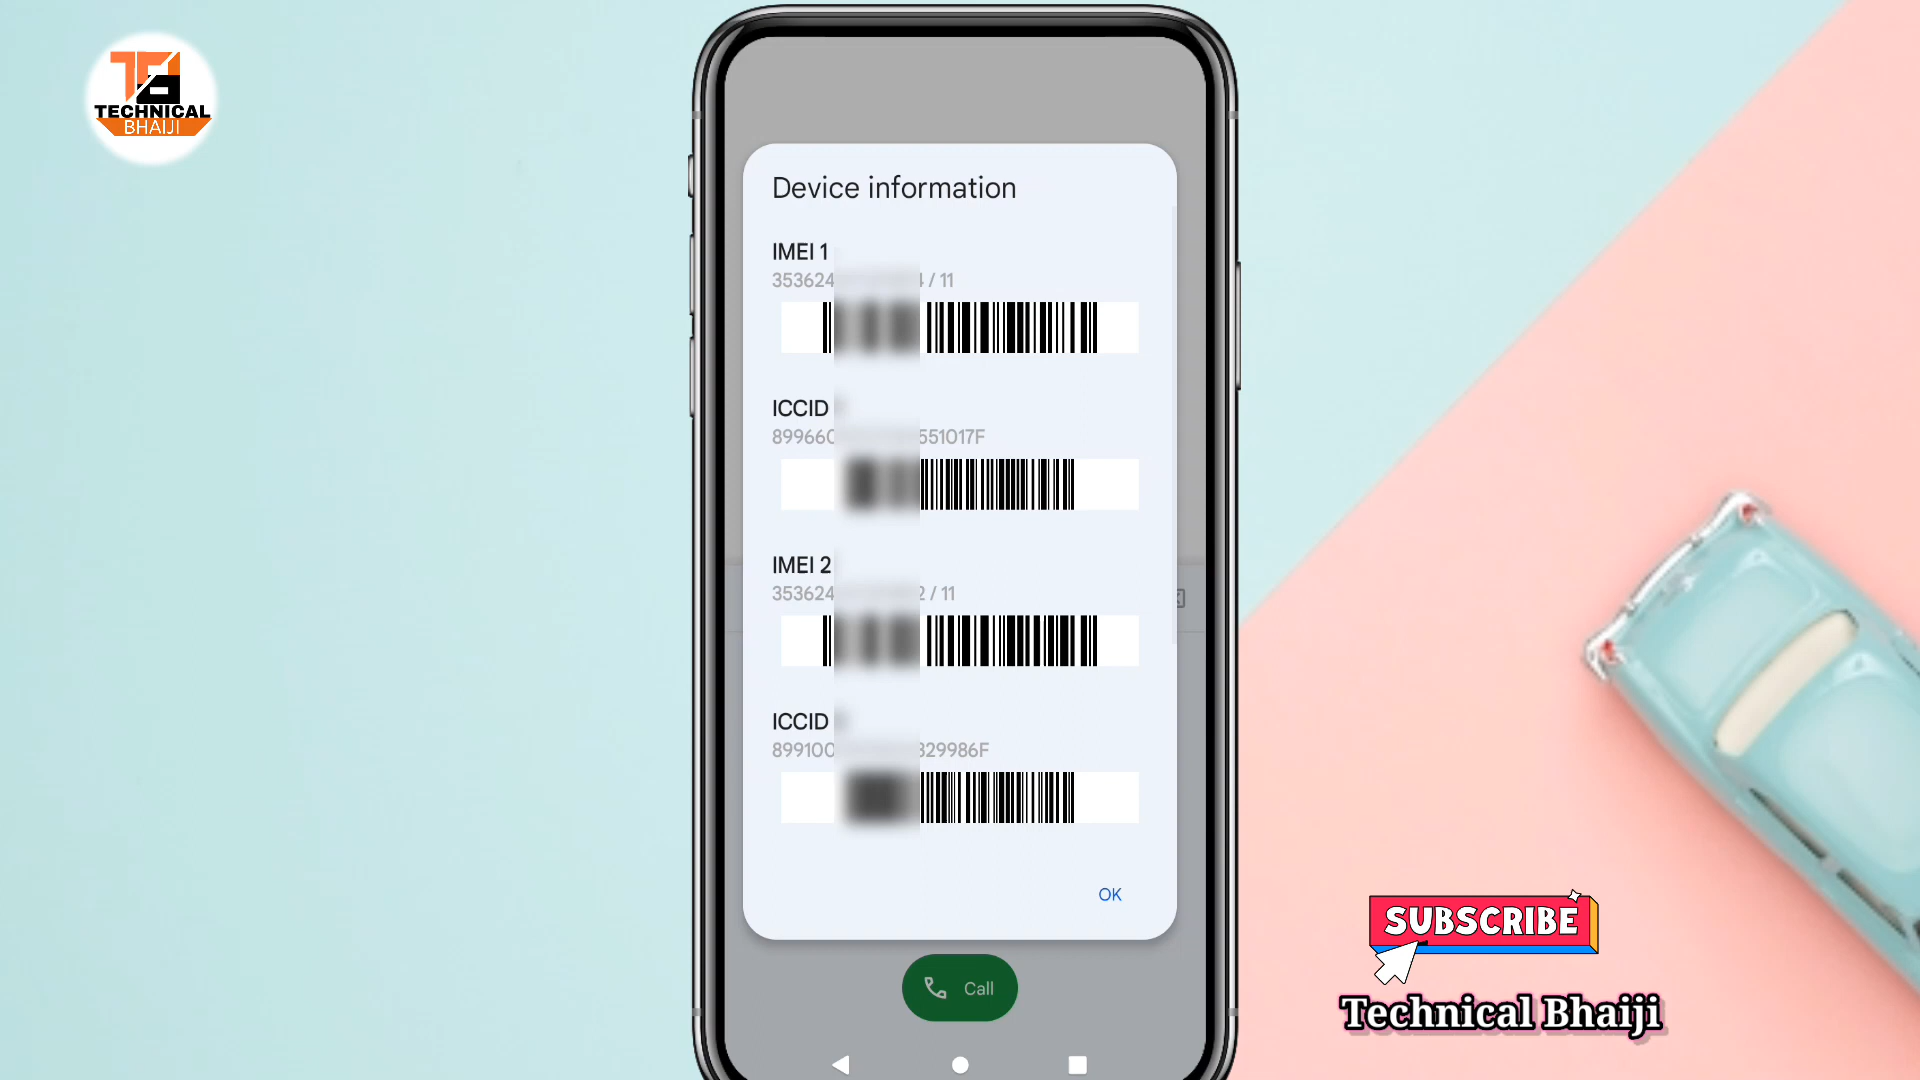 TECHNICAL
BHAIJI
Device information
IMEI 1
353624 / 11
ICCID
89966 551017F
IMEI 2
353624 2 / 11
ICCID
89910 329986F
OK
Call
SUBSCRIBE
Technical Bhaiji